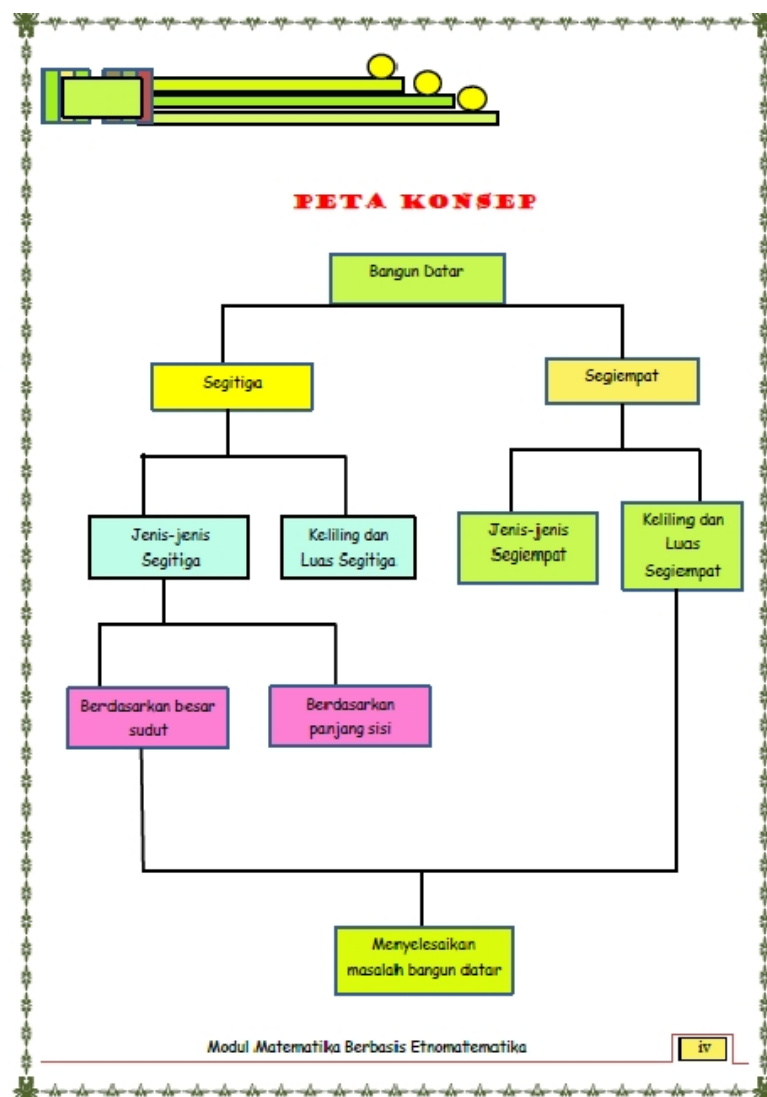 PETA KONSEP
Bangun Datar
Segitiga
Segiempat
Jenis-jenis
Segitiga
Keliling dan
Luas Segitiga
Jenis-jenis
Segiempat
Keliling dan
Luas
Segiempat
Berdasarkan besar
sudut
Berdasarkan
panjang sisi
Menyelesaikan
masalah bangun datar
Modul Matematika Berbasis Etnomatematika
iv